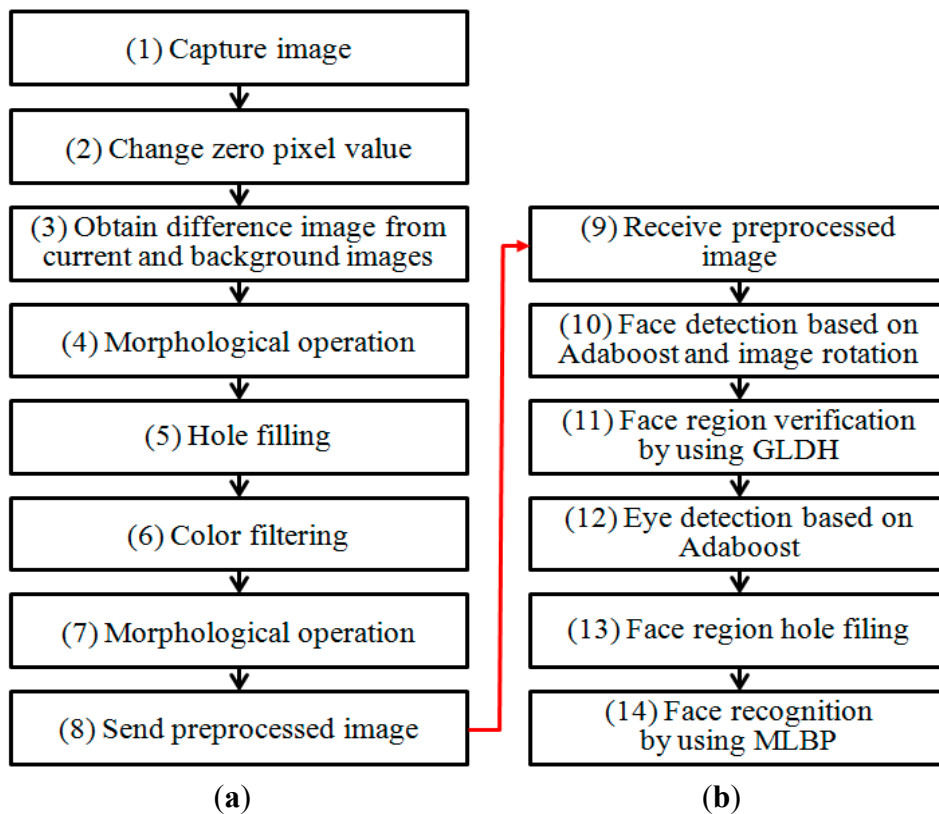 (1) Capture image
(2) Change zero pixel value
(3) Obtain difference image from
current and background images
(4) Morphological operation
(5) Hole filling
(6) Color filtering
(7) Morphological operation
(8) Send preprocessed image
(a)
(9) Receive preprocessed
image
(10) Face detection based on
Adaboost and image rotation
(11) Face region verification
by using GLDH
(12) Eye detection based on
Adaboost
(13) Face region hole filing
(14) Face recognition
by using MLBP
(b)